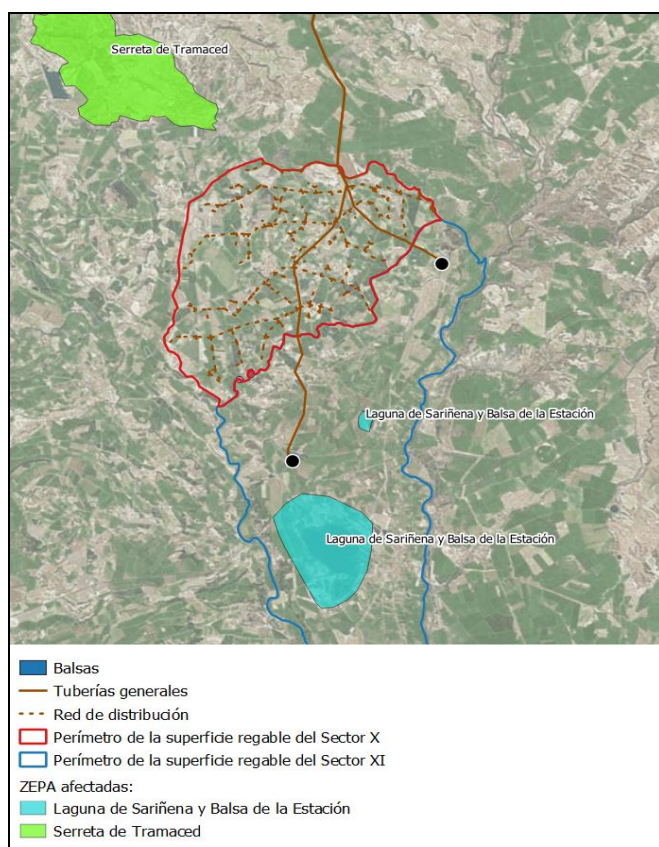 Serreta de Tramaced
Laguna de Sariñena y Balsa de la Estación
Laguna de Sariñena y Balsa de la Estación
Balsas
Tuberías generales
Red de distribución
Perímetro de la superficie regable del Sector X
Perímetro de la superficie regable del Sector XI
ZEPA afectadas:
Laguna de Sariñena y Balsa de la Estación
Serreta de Tramaced